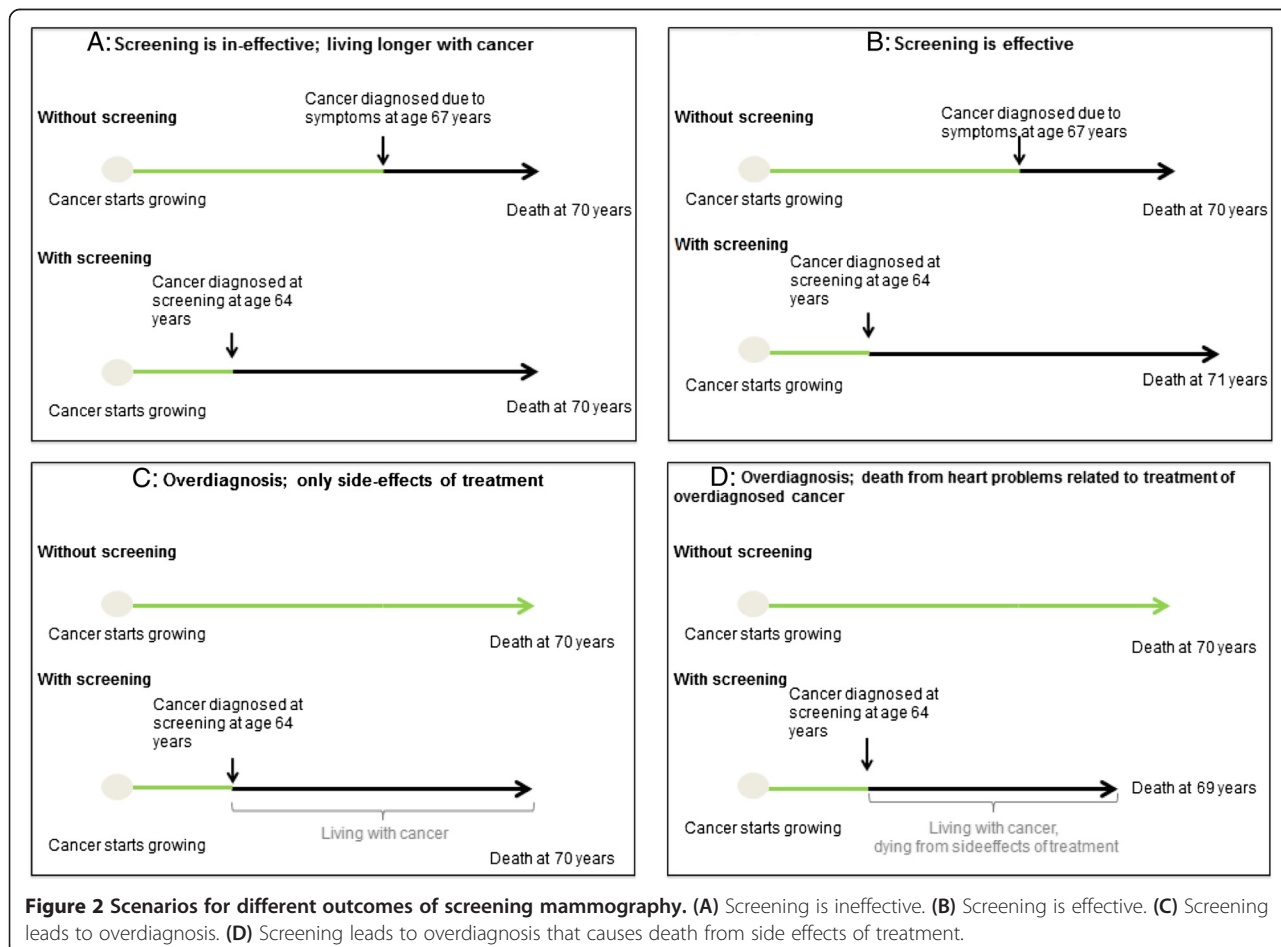 A: Screening is in-effective; living longer with cancer
Without screening
Cancer diagnosed due to
symptoms at age 67 years
Cancer starts growing
Death at 70 years
With screening
Cancer diagnosed at
screening at age 64
years
Cancer starts growing
Death at 70 years
B: Screening is effective
Without screening
Cancer diagnosed due to
symptoms at age 67 years
Cancer starts growing
Death at 70 years
With screening
Cancer diagnosed at
screening at age 64
years
Cancer starts growing
Death at 71 years
C: Overdiagnosis; only side-effects of treatment
Without screening
Cancer starts growing
Death at 70 years
With screening
Cancer diagnosed at
screening at age 64
years
Living with cancer
Cancer starts growing
Death at 70 years
D: Overdiagnosis; death from heart problems related to treatment of
overdiagnosed cancer
Without screening
Cancer starts growing
Death at 70 years
With screening
Cancer diagnosed at
screening at age 64
years
Death at 69 years
Cancer starts growing
Living with cancer,
dying from sideeffects of treatment
Figure 2 Scenarios for different outcomes of screening mammography. (A) Screening is ineffective. (B) Screening is effective. (C) Screening
leads to overdiagnosis. (D) Screening leads to overdiagnosis that causes death from side effects of treatment.